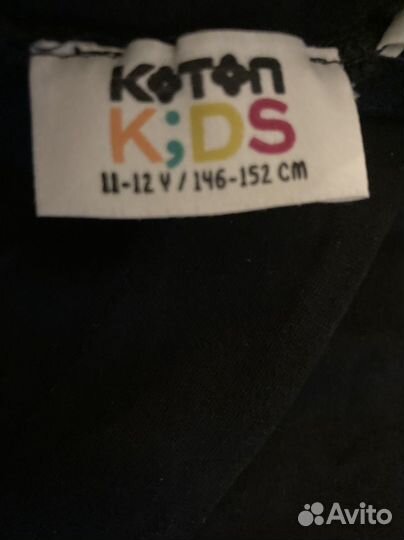 KOTON
K;DS
11-12 Y / 146-152 CM
Avito